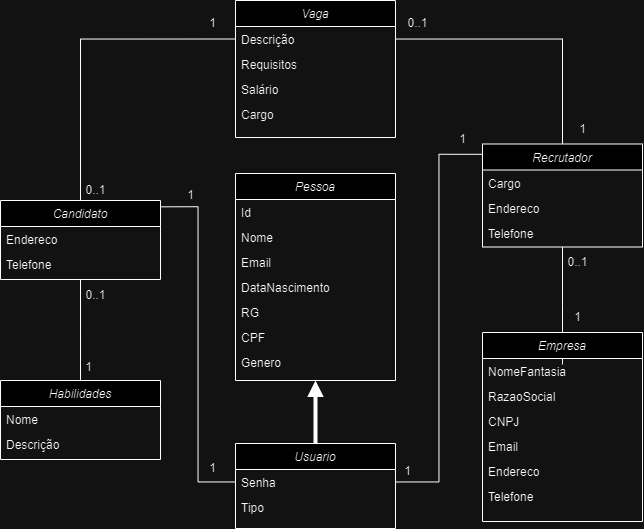 Vaga
Descrição
Requisitos
Salário
Cargo
1
0..1
0..1
1
Candidato
Endereco
Telefone
1
0..1
1
Habilidades
Nome
Descrição
Pessoa
Id
Nome
Email
DataNascimento
RG
CPF
Genero
Usuario
Senha
Tipo
1
1
1
Recrutador
Cargo
Endereco
Telefone
0..1
1
Empresa
NomeFantasia
RazaoSocial
CNPJ
Email
Endereco
Telefone